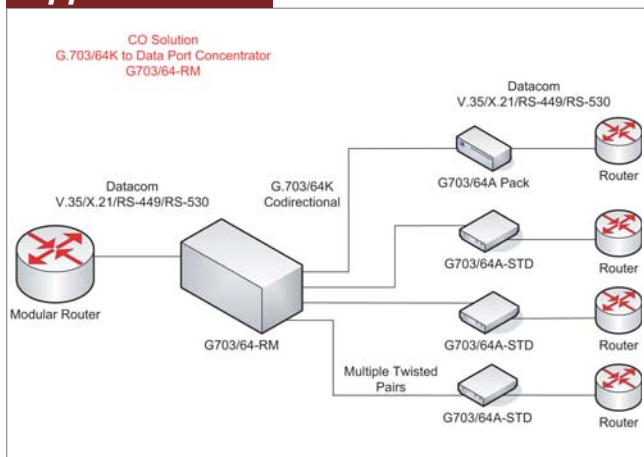 CO Solution
G.703/64K to Data Port Concentrator
G703/64-RM
Datacom
V.35/X.21/RS-449/RS-530
G703/64A Pack
Router
G.703/64K
Codirectional
Datacom
V.35/X.21/RS-449/RS-530
Modular Router
G703/64-RM
G703/64A-STD
Router
G703/64A-STD
Router
Multiple Twisted
Pairs
G703/64A-STD
Router